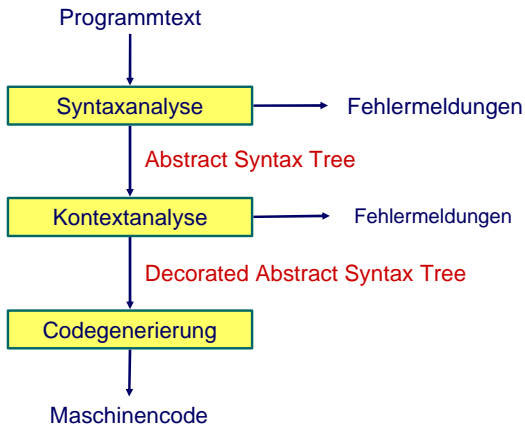 Programmtext
Syntaxanalyse
Fehlermeldungen
Abstract Syntax Tree
Kontextanalyse
Fehlermeldungen
Decorated Abstract Syntax Tree
Codegenerierung
Maschinencode